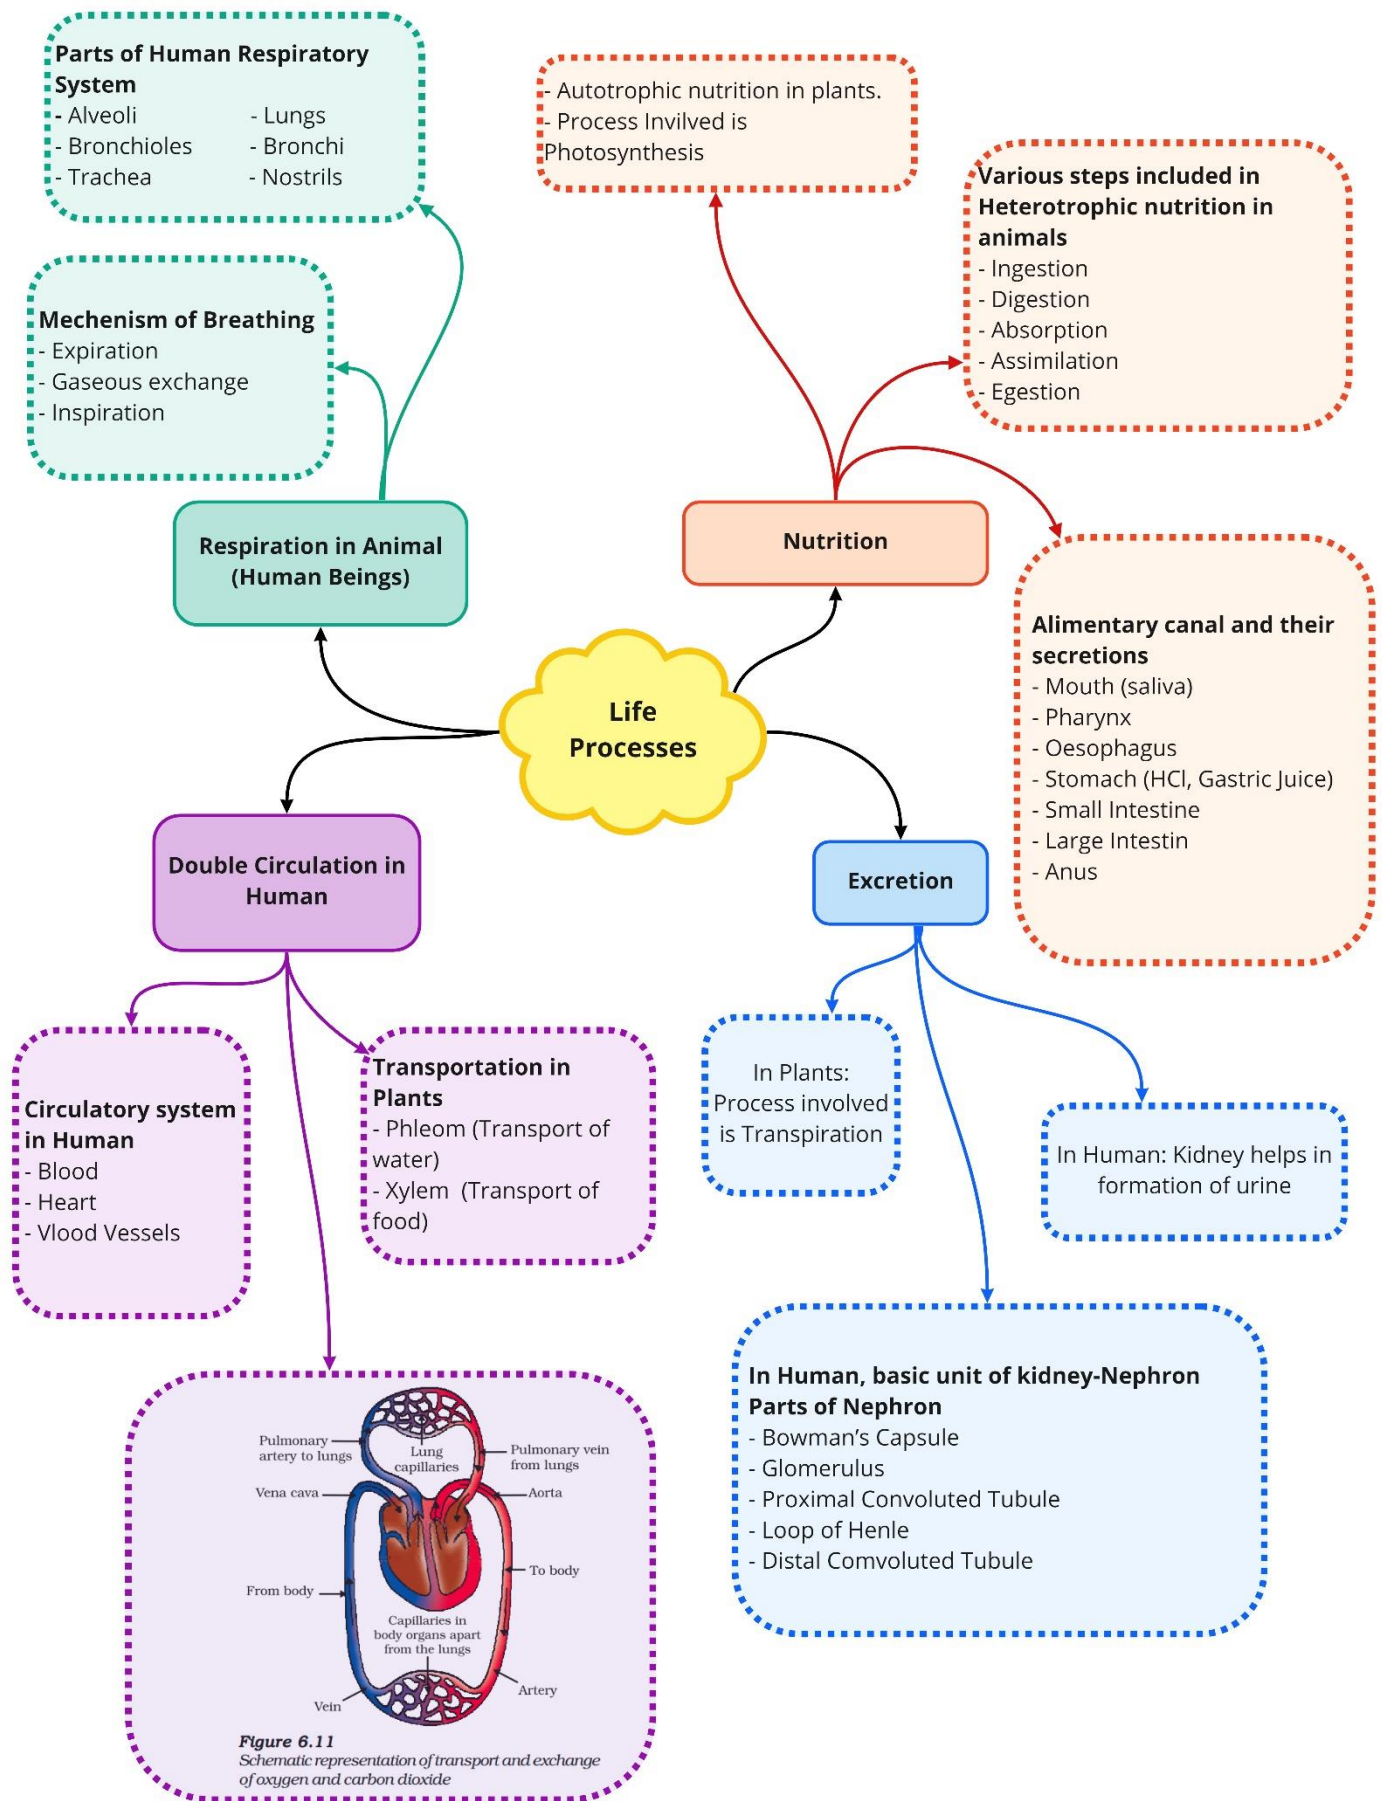 Parts of Human Respiratory
System
- Alveoli - Lungs
- Bronchioles - Bronchi
- Trachea - Nostrils
- Autotrophic nutrition in plants.
- Process Invilved is
Photosynthesis
Various steps included in
Heterotrophic nutrition in
animals
- Ingestion
- Digestion
- Absorption
- Assimilation
- Egestion
Mechenism of Breathing
- Expiration
- Gaseous exchange
- Inspiration
Respiration in Animal
(Human Beings)
Nutrition
Alimentary canal and their
secretions
- Mouth (saliva)
- Pharynx
- Oesophagus
- Stomach (HCl, Gastric Juice)
- Small Intestine
- Large Intestin
- Anus
Life
Processes
Double Circulation in
Human
Excretion
Circulatory system
in Human
- Blood
- Heart
- Vlood Vessels
Transportation in
Plants
- Phleom (Transport of
water)
- Xylem  (Transport of
food)
In Plants:
Process involved
is Transpiration
In Human: Kidney helps in
formation of urine
In Human, basic unit of kidney-Nephron
Parts of Nephron
- Bowman’s Capsule
- Glomerulus
- Proximal Convoluted Tubule
- Loop of Henle
- Distal Comvoluted Tubule
Pulmonary
artery to lungs
Lung
capillaries
Pulmonary vein
from lungs
Vena cava
Aorta
To body
From body
Capillaries in
body organs apart
from the lungs
Artery
Vein
Figure 6.11
Schematic representation of transport and exchange
of oxygen and carbon dioxide